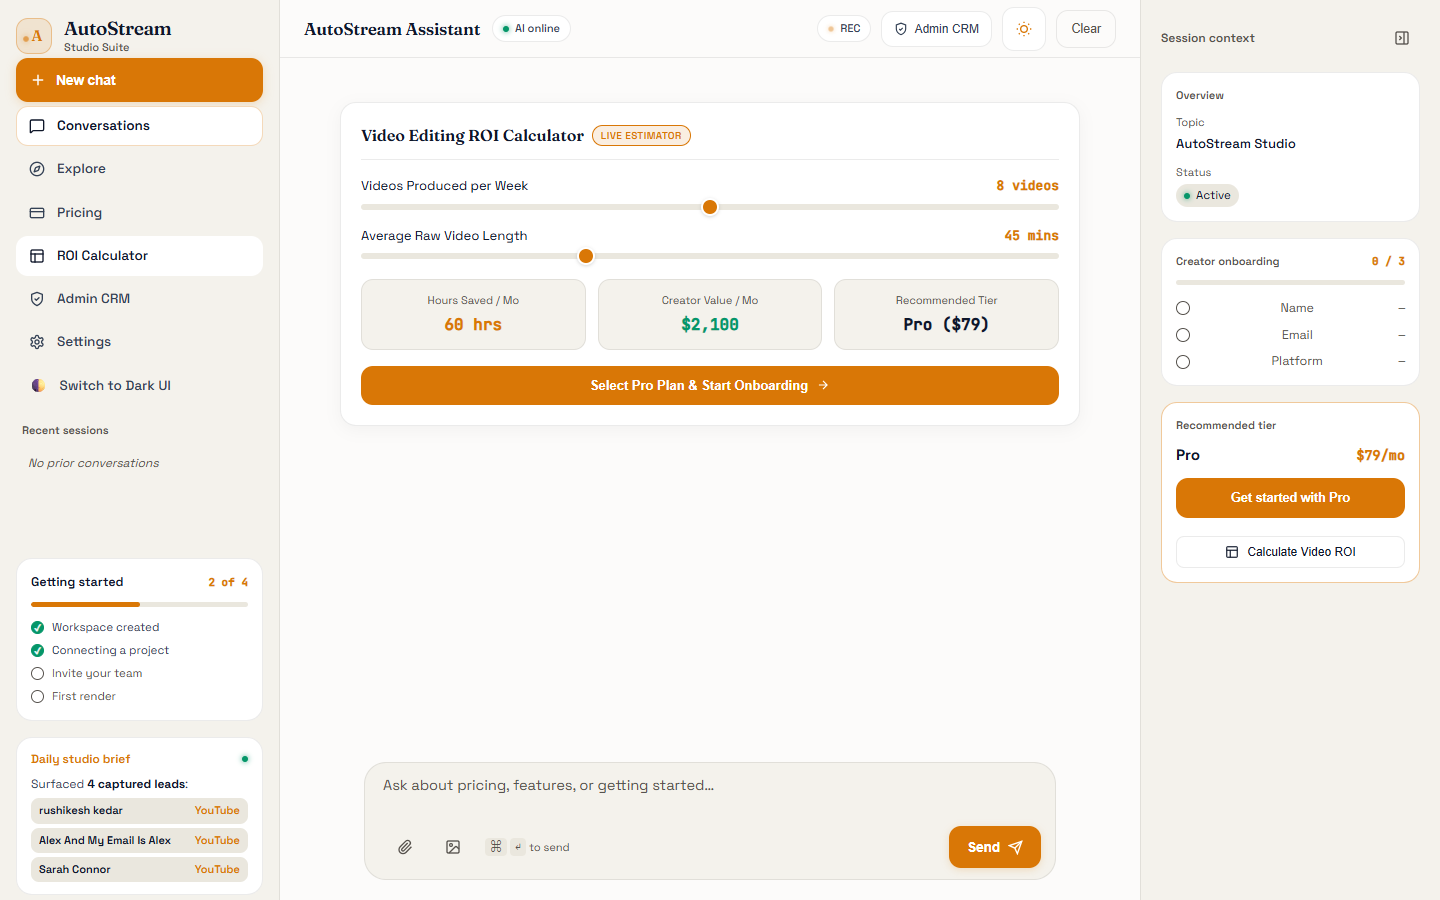 A
AutoStream
Studio Suite
New chat
Conversations
Explore
Pricing
ROI Calculator
Admin CRM
Settings
Switch to Dark UI
Recent sessions
No prior conversations
Getting started
2 of 4
Workspace created
Connecting a project
Invite your team
First render
Daily studio brief
Surfaced 4 captured leads:
rushikesh kedar YouTube
Alex And My Email Is Alex YouTube
Sarah Connor YouTube
AutoStream Assistant
AI online
REC
Admin CRM
Clear
Video Editing ROI Calculator
LIVE ESTIMATOR
Videos Produced per Week
8 videos
Average Raw Video Length
45 mins
Hours Saved / Mo
60 hrs
Creator Value / Mo
$2,100
Recommended Tier
Pro ($79)
Select Pro Plan & Start Onboarding →
Ask about pricing, features, or getting started...
⌘ ↵ to send
Send
Session context
Overview
Topic
AutoStream Studio
Status
Active
Creator onboarding
0 / 3
Name –
Email –
Platform –
Recommended tier
Pro
$79/mo
Get started with Pro
Calculate Video ROI